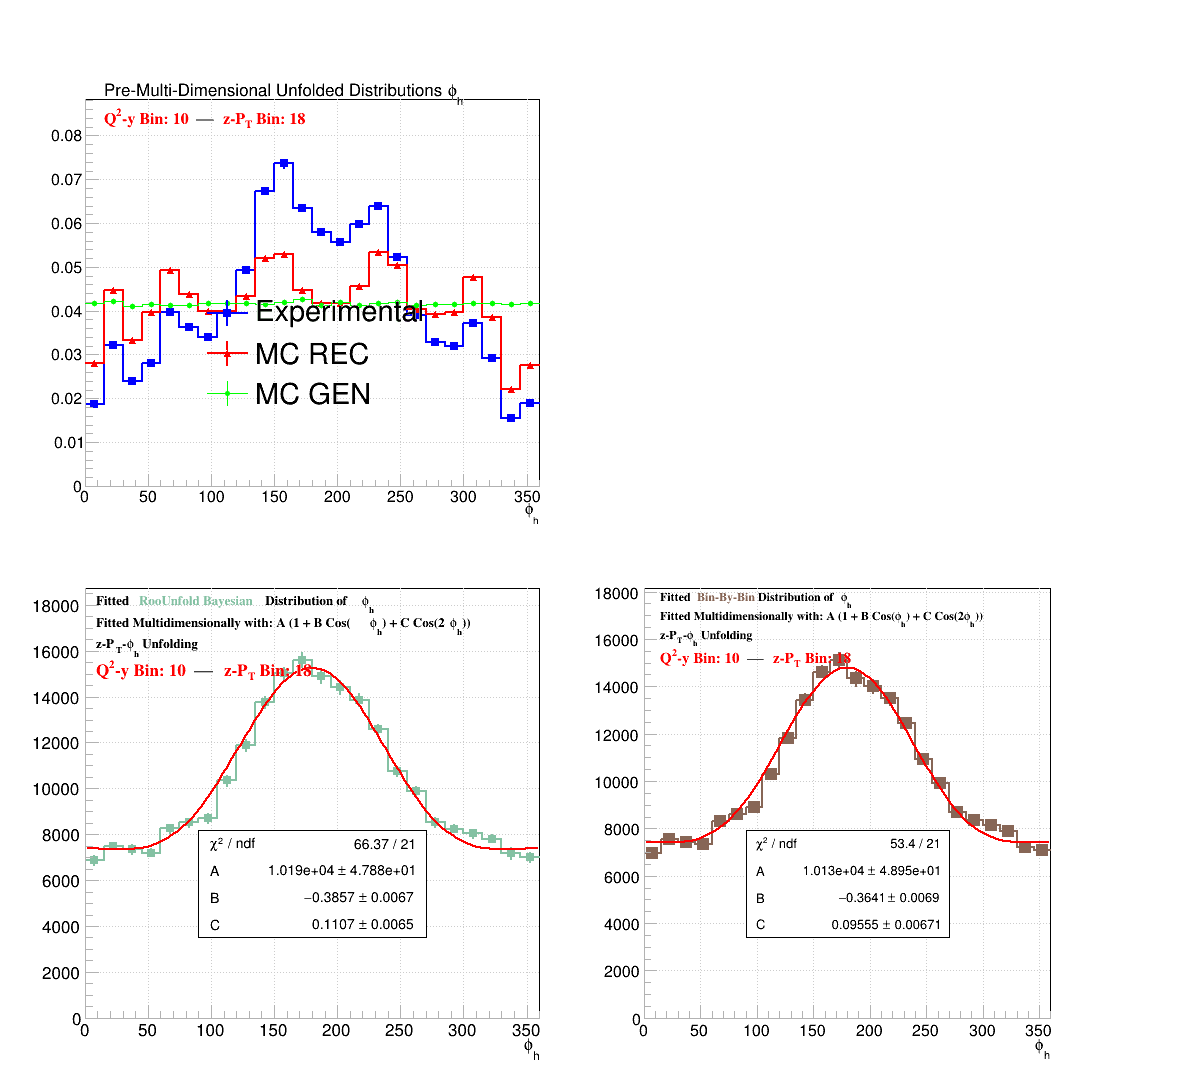 Pre-Multi-Dimensional Unfolded Distributions ϕh
Q²-y Bin: 10 — z-PT Bin: 18
0.08
0.07
0.06
0.05
0.04
0.03
0.02
0.01
0
Experimental
MC REC
MC GEN
0 50 100 150 200 250 300 350
ϕh
Fitted RooUnfold Bayesian Distribution of ϕh
Fitted Multidimensionally with: A (1 + B Cos( ϕh) + C Cos(2 ϕh))
z-PT-ϕh Unfolding
Q²-y Bin: 10 — z-PT Bin: 18
18000
16000
14000
12000
10000
8000
6000
4000
2000
0
χ² / ndf 66.37 / 21
A 1.019e+04 ± 4.788e+01
B −0.3857 ± 0.0067
C 0.1107 ± 0.0065
0 50 100 150 200 250 300 350
ϕh
Fitted Bin-By-Bin Distribution of ϕh
Fitted Multidimensionally with: A (1 + B Cos(ϕh) + C Cos(2ϕh))
z-PT-ϕh Unfolding
Q²-y Bin: 10 — z-PT Bin: 18
18000
16000
14000
12000
10000
8000
6000
4000
2000
0
χ² / ndf 53.4 / 21
A 1.013e+04 ± 4.895e+01
B −0.3641 ± 0.0069
C 0.09555 ± 0.00671
0 50 100 150 200 250 300 350
ϕh